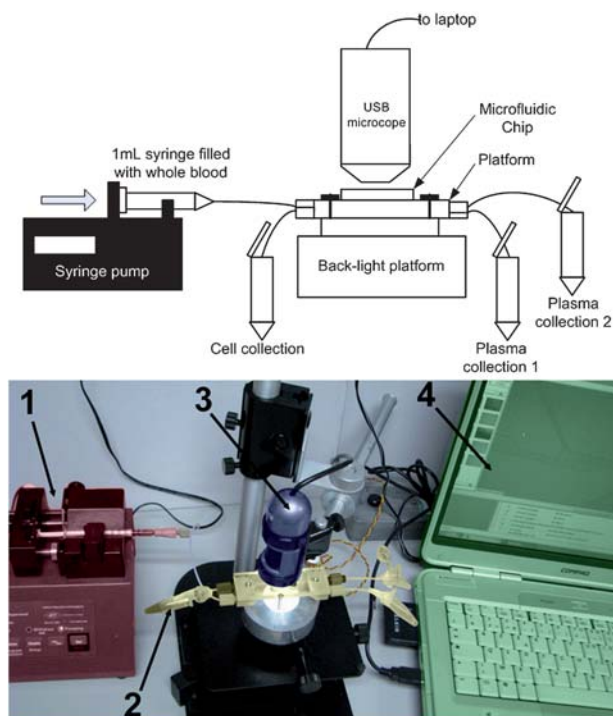 to laptop
USB
microcope
Microfluidic
Chip
1mL syringe filled
with whole blood
Platform
Syringe pump
Back-light platform
Cell collection
Plasma
collection 1
Plasma
collection 2
1
3
4
2
COMPAQ